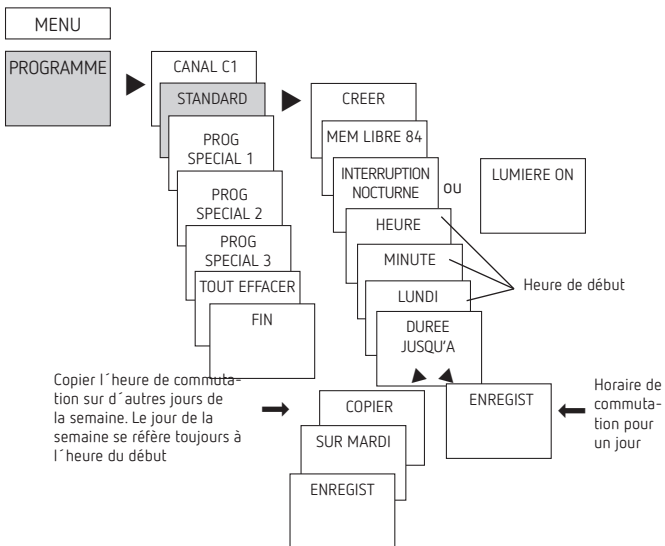 MENU
PROGRAMME
CANAL C1
STANDARD
PROG
SPECIAL 1
PROG
SPECIAL 2
PROG
SPECIAL 3
TOUT EFFACER
FIN
CREER
MEM LIBRE 84
INTERRUPTION
NOCTURNE
ou
LUMIERE ON
HEURE
MINUTE
LUNDI
Heure de début
DUREE
JUSQU'A
Copier l´heure de commuta-
tion sur d´autres jours de
la semaine. Le jour de la
semaine se réfère toujours à
l´heure du début
COPIER
SUR MARDI
ENREGIST
ENREGIST
Horaire de
commuta-
tion pour
un jour